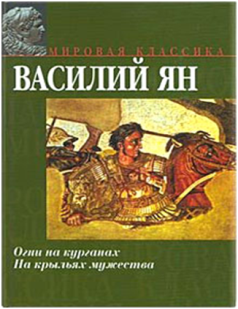 МИРОВАЯ КЛАССИКА
ВАСИЛИЙ ЯН
Огни на курганах
На крыльях мужества